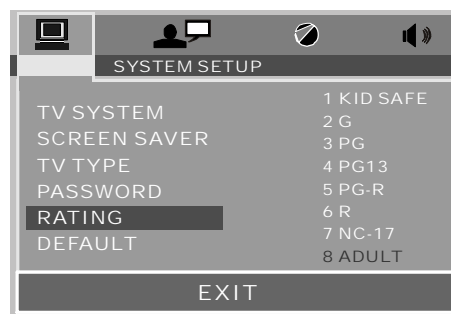 SYSTEM SETUP
TV SYSTEM
SCREEN SAVER
TV TYPE
PASSWORD
RATING
DEFAULT
1 KID SAFE
2 G
3 PG
4 PG13
5 PG-R
6 R
7 NC-17
8 ADULT
EXIT